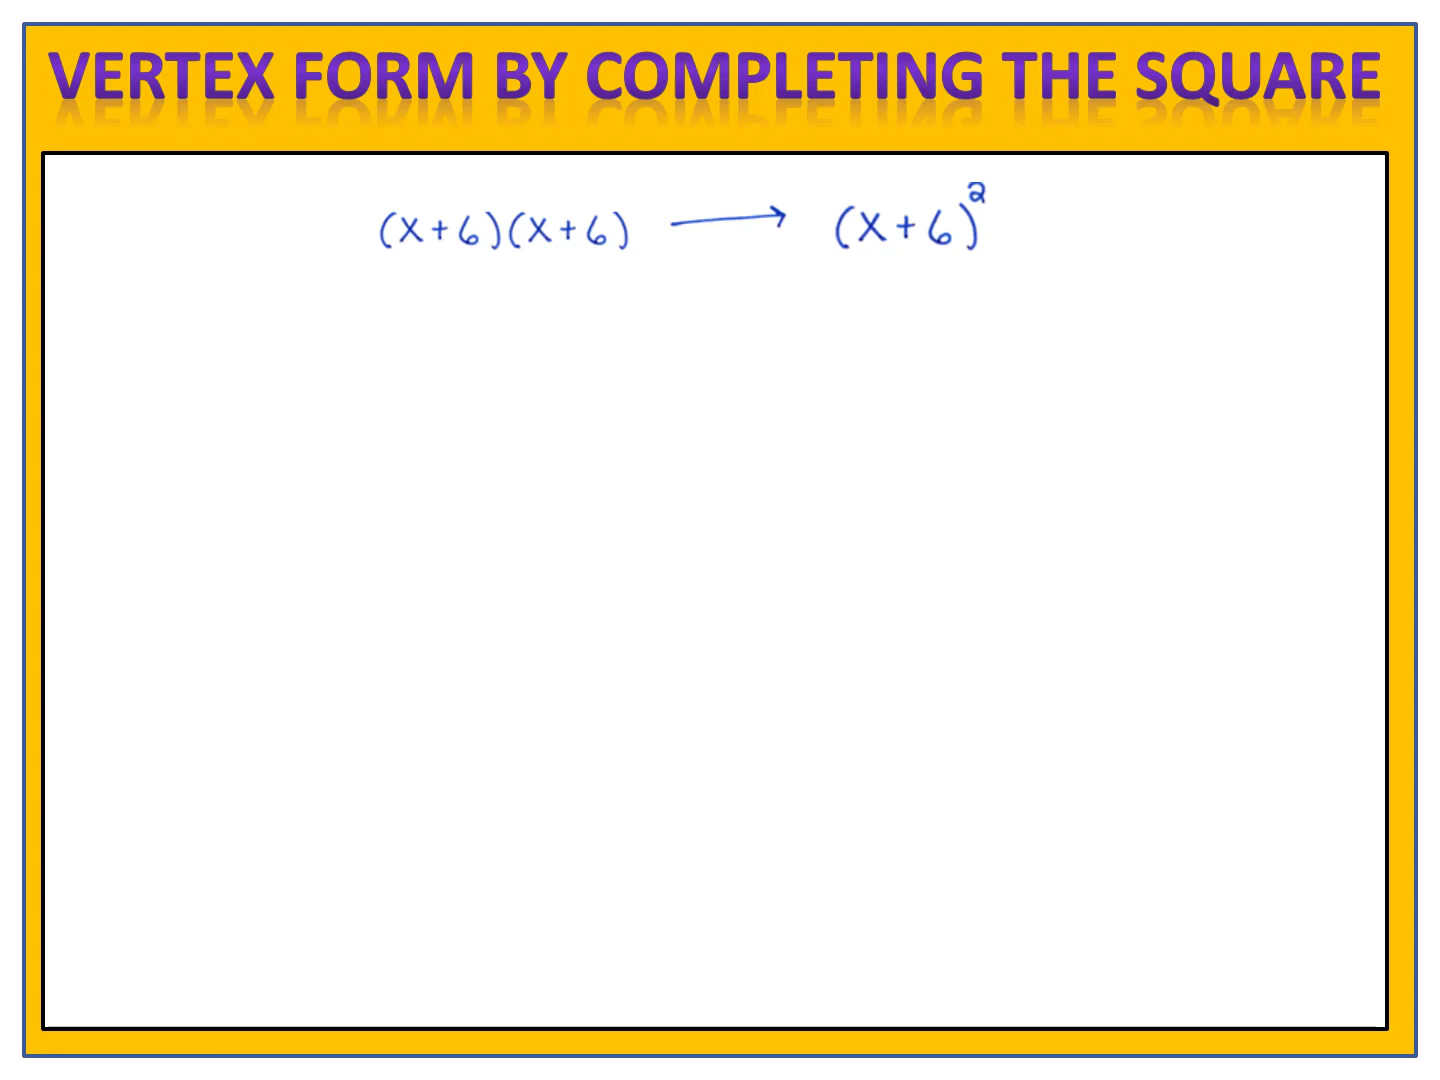 VERTEX FORM BY COMPLETING THE SQUARE
(x+6)(x+6) → (x+6)²